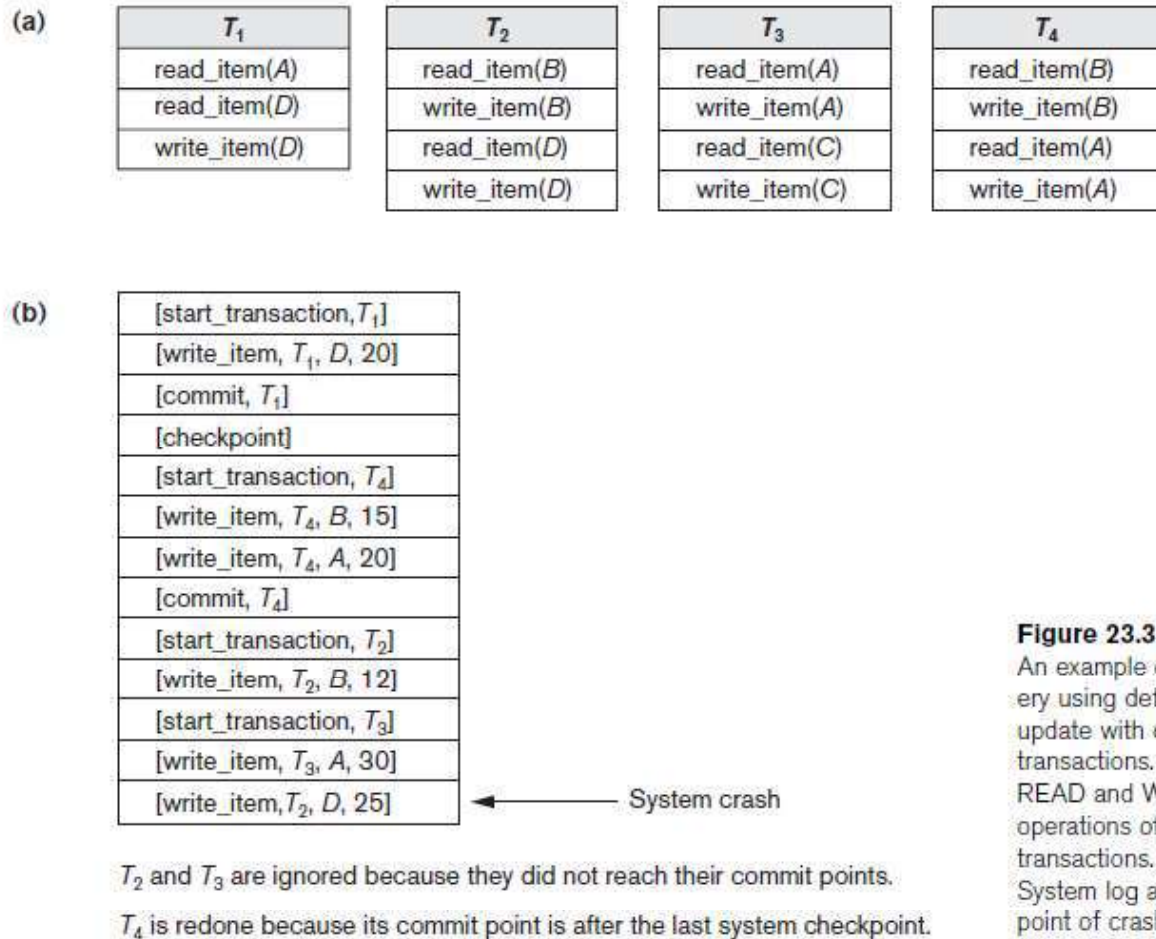 (a)
T₁ T₂ T₃ T₄
read_item(A) read_item(B) read_item(A) read_item(B)
read_item(D) write_item(B) write_item(A) write_item(B)
write_item(D) read_item(D) read_item(C) read_item(A)
write_item(D) write_item(C) write_item(A)
(b)
[start_transaction,T₁]
[write_item, T₁, D, 20]
[commit, T₁]
[checkpoint]
[start_transaction, T₄]
[write_item, T₄, B, 15]
[write_item, T₄, A, 20]
[commit, T₄]
[start_transaction, T₂]
[write_item, T₂, B, 12]
[start_transaction, T₃]
[write_item, T₃, A, 30]
[write_item,T₂, D, 25] System crash
T₂ and T₃ are ignored because they did not reach their commit points.
T₄ is redone because its commit point is after the last system checkpoint.
Figure 23.3
An example
ery using
update with
transactions.
READ and
operations
transactions.
System log
point of